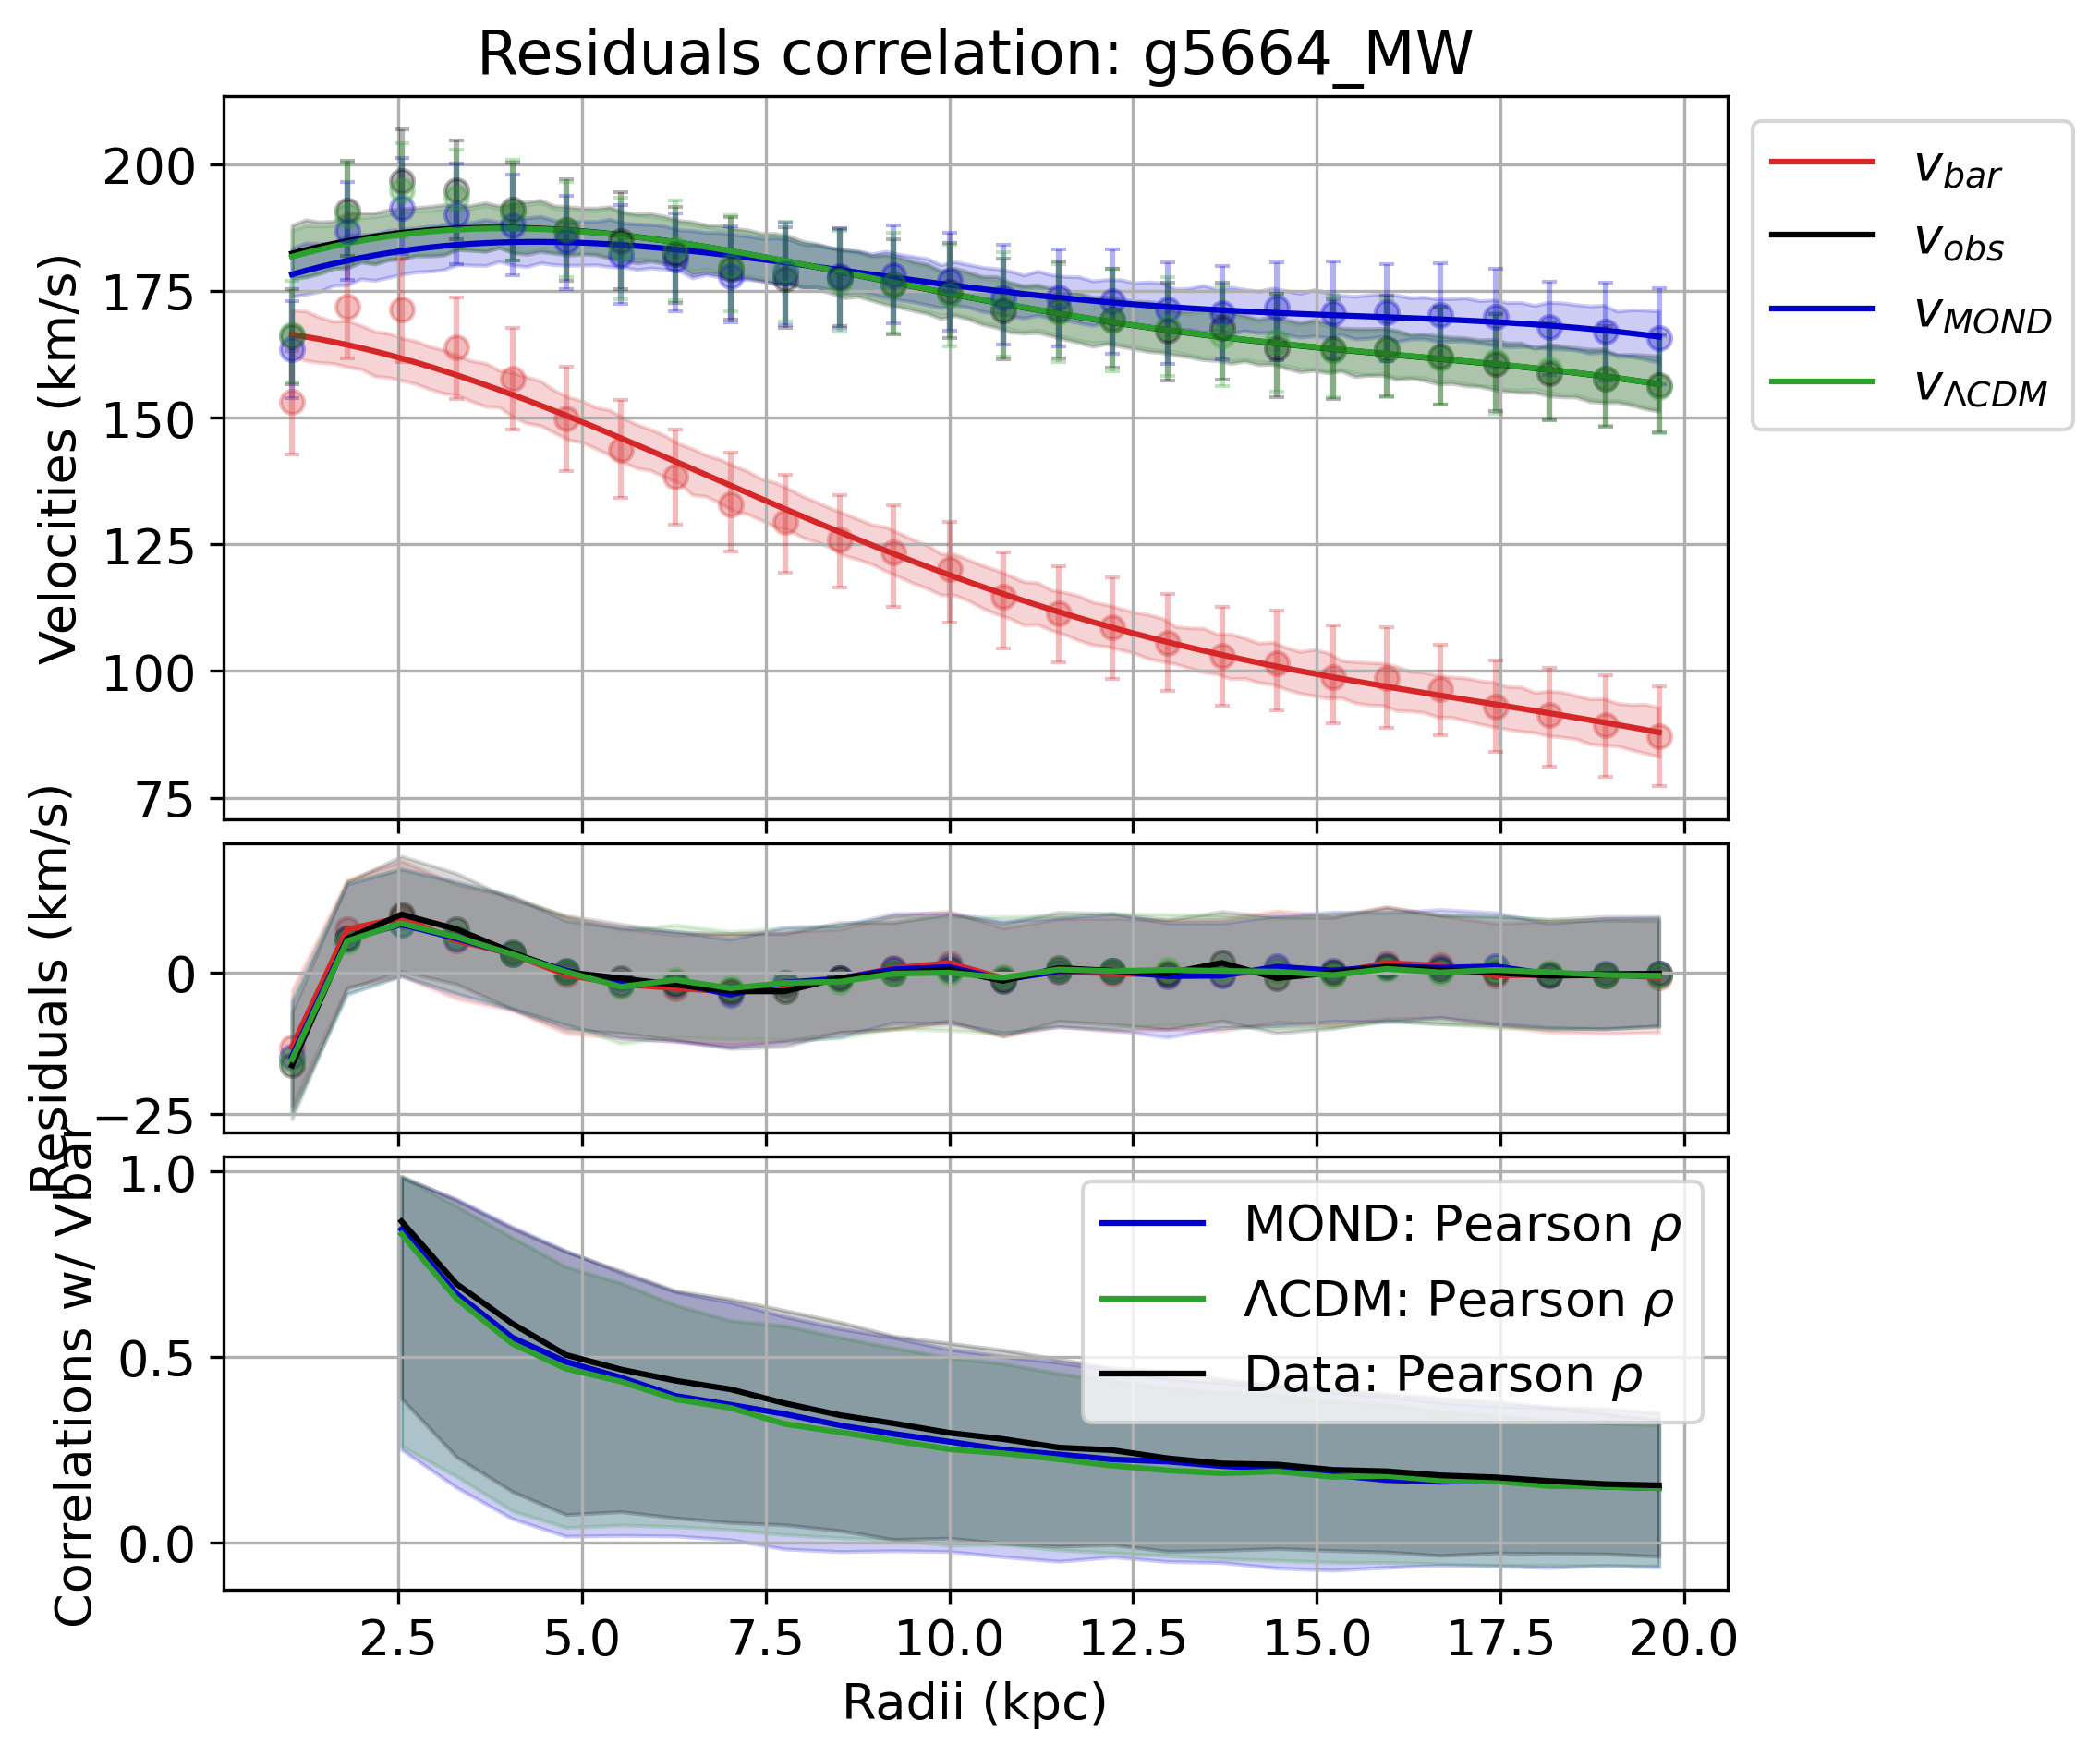 Residuals correlation: g5664_MW
Velocities (km/s)
200
175
150
125
100
75
v_bar
v_obs
v_MOND
v_ΛCDM
Residuals (km/s)
0
−25
Correlations w/ Vbar
1.0
0.5
0.0
MOND: Pearson ρ
ΛCDM: Pearson ρ
Data: Pearson ρ
2.5 5.0 7.5 10.0 12.5 15.0 17.5 20.0
Radii (kpc)